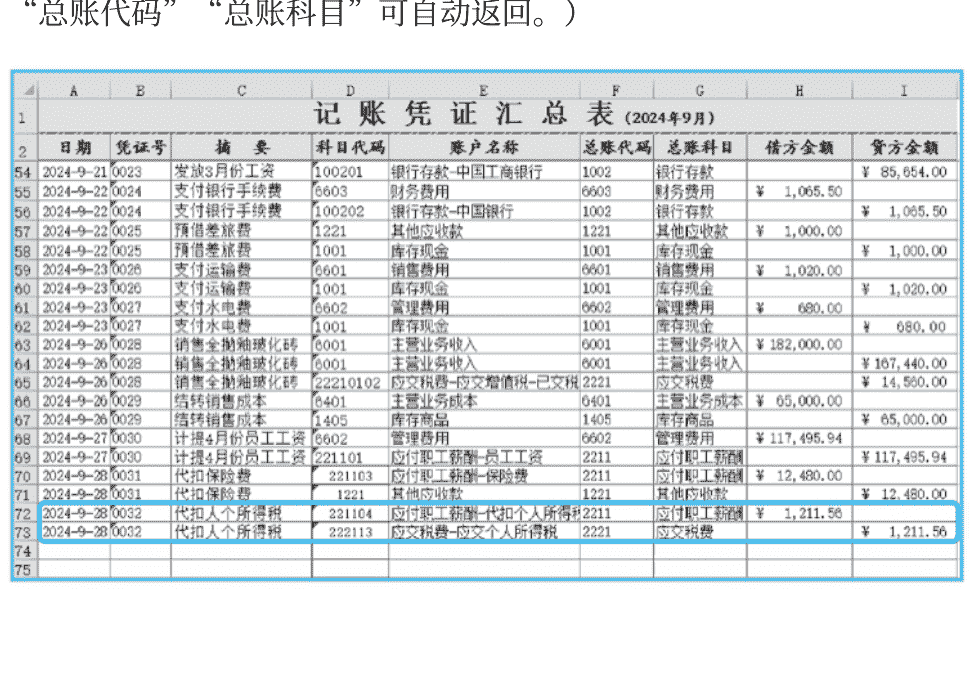 “总账代码”“总账科目”可自动返回。）
A B C D E F G H I
1 记 账 凭 证 汇 总 表 (2024年9月)
2 日期 凭证号 摘 要 科目代码 账户名称 总账代码 总账科目 借方金额 贷方金额
54 2024-9-21 0023 发放3月份工资 100201 银行存款-中国工商银行 1002 银行存款 ¥ 85,654.00
55 2024-9-22 0024 支付银行手续费 6603 财务费用 6603 财务费用 ¥ 1,065.50
56 2024-9-22 0024 支付银行手续费 100202 银行存款-中国银行 1002 银行存款 ¥ 1,065.50
57 2024-9-22 0025 预借差旅费 1221 其他应收款 1221 其他应收款 ¥ 1,000.00
58 2024-9-22 0025 预借差旅费 1001 库存现金 1001 库存现金 ¥ 1,000.00
59 2024-9-23 0026 支付运输费 6601 销售费用 6601 销售费用 ¥ 1,020.00
60 2024-9-23 0026 支付运输费 1001 库存现金 1001 库存现金 ¥ 1,020.00
61 2024-9-23 0027 支付水电费 6602 管理费用 6602 管理费用 ¥ 680.00
62 2024-9-23 0027 支付水电费 1001 库存现金 1001 库存现金 ¥ 680.00
63 2024-9-26 0028 销售全抛釉玻化砖 6001 主营业务收入 6001 主营业务收入 ¥ 182,000.00
64 2024-9-26 0028 销售全抛釉玻化砖 6001 主营业务收入 6001 主营业务收入 ¥ 167,440.00
65 2024-9-26 0028 销售全抛釉玻化砖 22210102 应交税费-应交增值税-已交税 2221 应交税费 ¥ 14,560.00
66 2024-9-26 0029 结转销售成本 6401 主营业务成本 6401 主营业务成本 ¥ 65,000.00
67 2024-9-26 0029 结转销售成本 1405 库存商品 1405 库存商品 ¥ 65,000.00
68 2024-9-27 0030 计提4月份员工工资 6602 管理费用 6602 管理费用 ¥ 117,495.94
69 2024-9-27 0030 计提4月份员工工资 221101 应付职工薪酬-员工工资 2211 应付职工薪酬 ¥ 117,495.94
70 2024-9-28 0031 代扣保险费 221103 应付职工薪酬-保险费 2211 应付职工薪酬 ¥ 12,480.00
71 2024-9-28 0031 代扣保险费 1221 其他应收款 1221 其他应收款 ¥ 12,480.00
72 2024-9-28 0032 代扣人个所得税 221104 应付职工薪酬-代扣个人所得税 2211 应付职工薪酬 ¥ 1,211.56
73 2024-9-28 0032 代扣人个所得税 222113 应交税费-应交个人所得税 2221 应交税费 ¥ 1,211.56
74
75